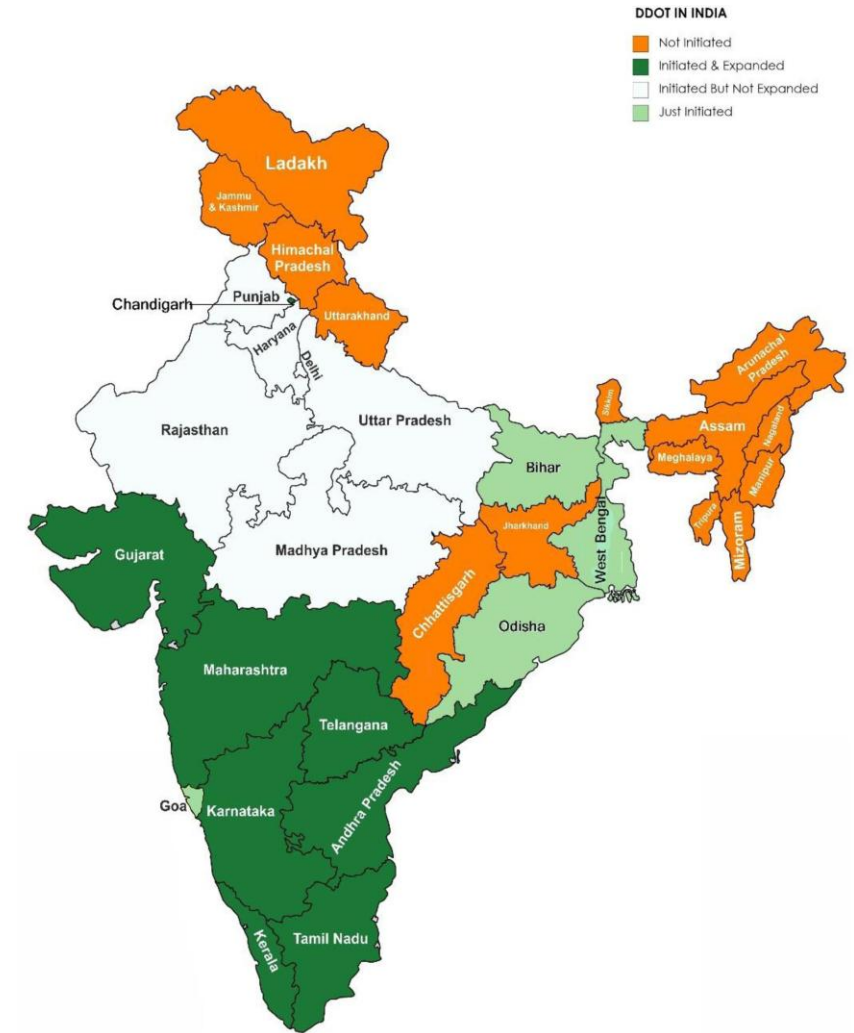 DDOT IN INDIA
Not Initiated
Initiated & Expanded
Initiated But Not Expanded
Just Initiated
Ladakh
Jammu
& Kashmir
Himachal
Pradesh
Chandigarh
Punjab
Uttarakhand
Haryana
Delhi
Rajasthan
Uttar Pradesh
Bihar
Sikkim
Arunachal
Pradesh
Assam
Nagaland
Meghalaya
Manipur
Tripura
Mizoram
Gujarat
Madhya Pradesh
Jharkhand
West Bengal
Chhattisgarh
Odisha
Maharashtra
Telangana
Goa
Karnataka
Andhra Pradesh
Kerala
Tamil Nadu